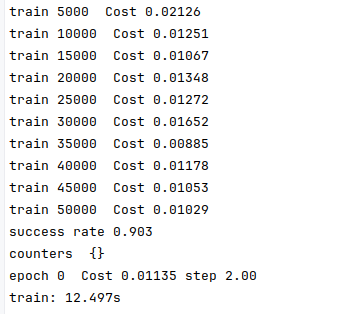 train 5000  Cost 0.02126
train 10000  Cost 0.01251
train 15000  Cost 0.01067
train 20000  Cost 0.01348
train 25000  Cost 0.01272
train 30000  Cost 0.01652
train 35000  Cost 0.00885
train 40000  Cost 0.01178
train 45000  Cost 0.01053
train 50000  Cost 0.01029
success rate 0.903
counters  {}
epoch 0  Cost 0.01135 step 2.00
train: 12.497s